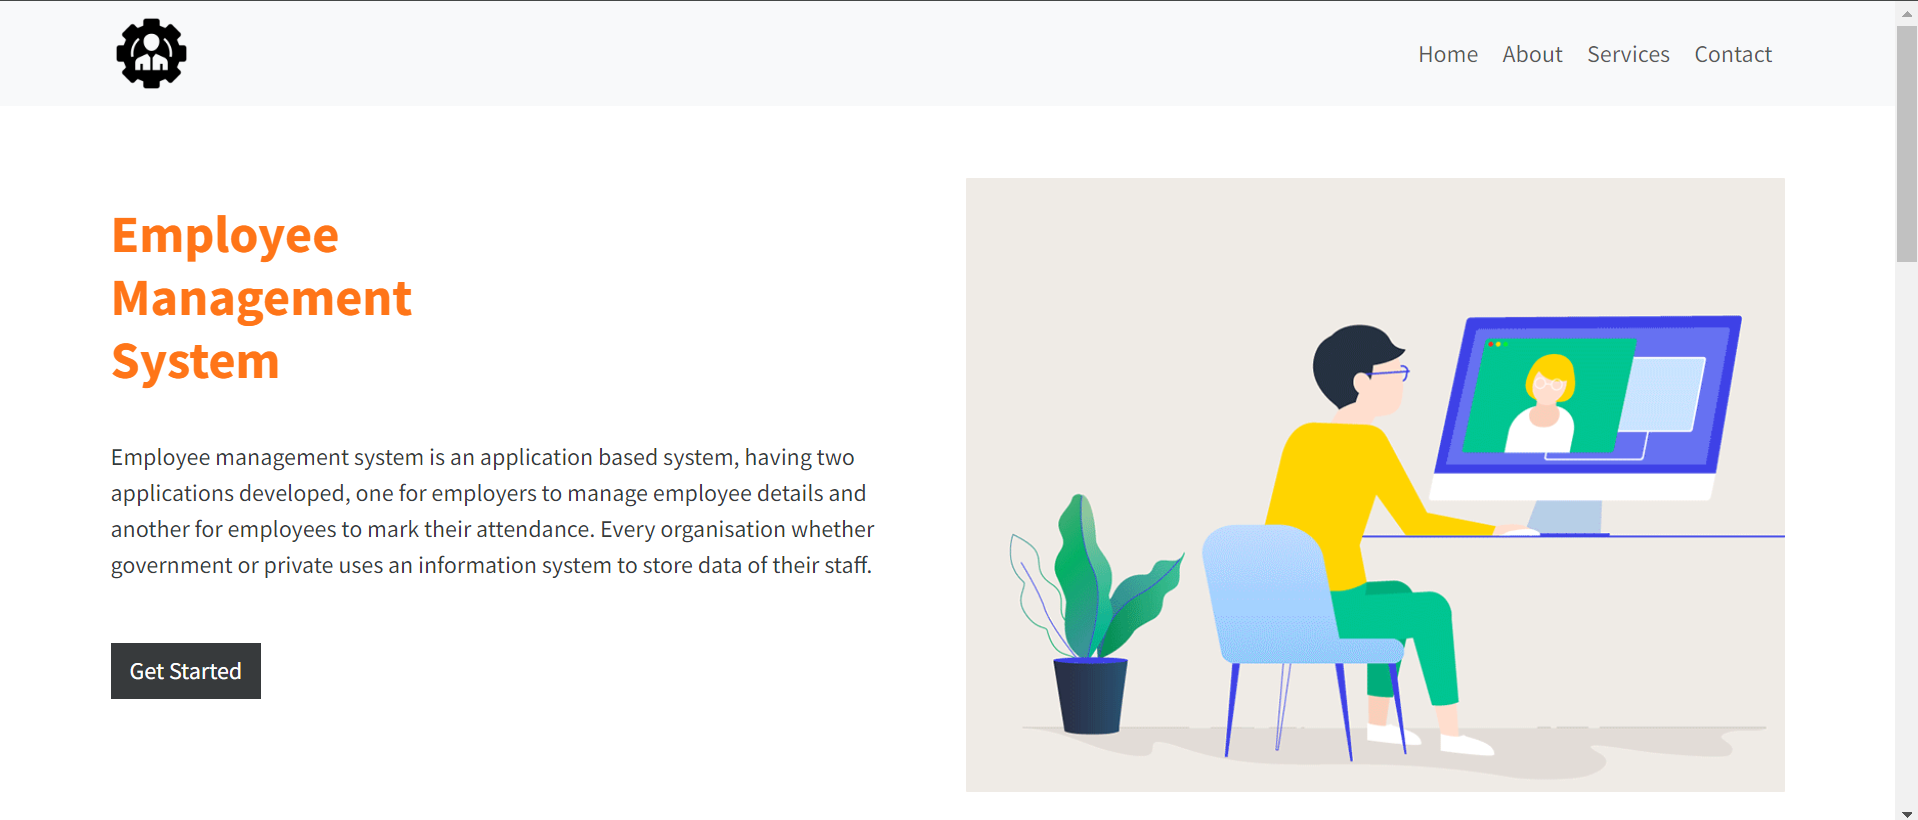 Home About Services Contact
Employee
Management
System
Employee management system is an application based system, having two
applications developed, one for employers to manage employee details and
another for employees to mark their attendance. Every organisation whether
government or private uses an information system to store data of their staff.
Get Started